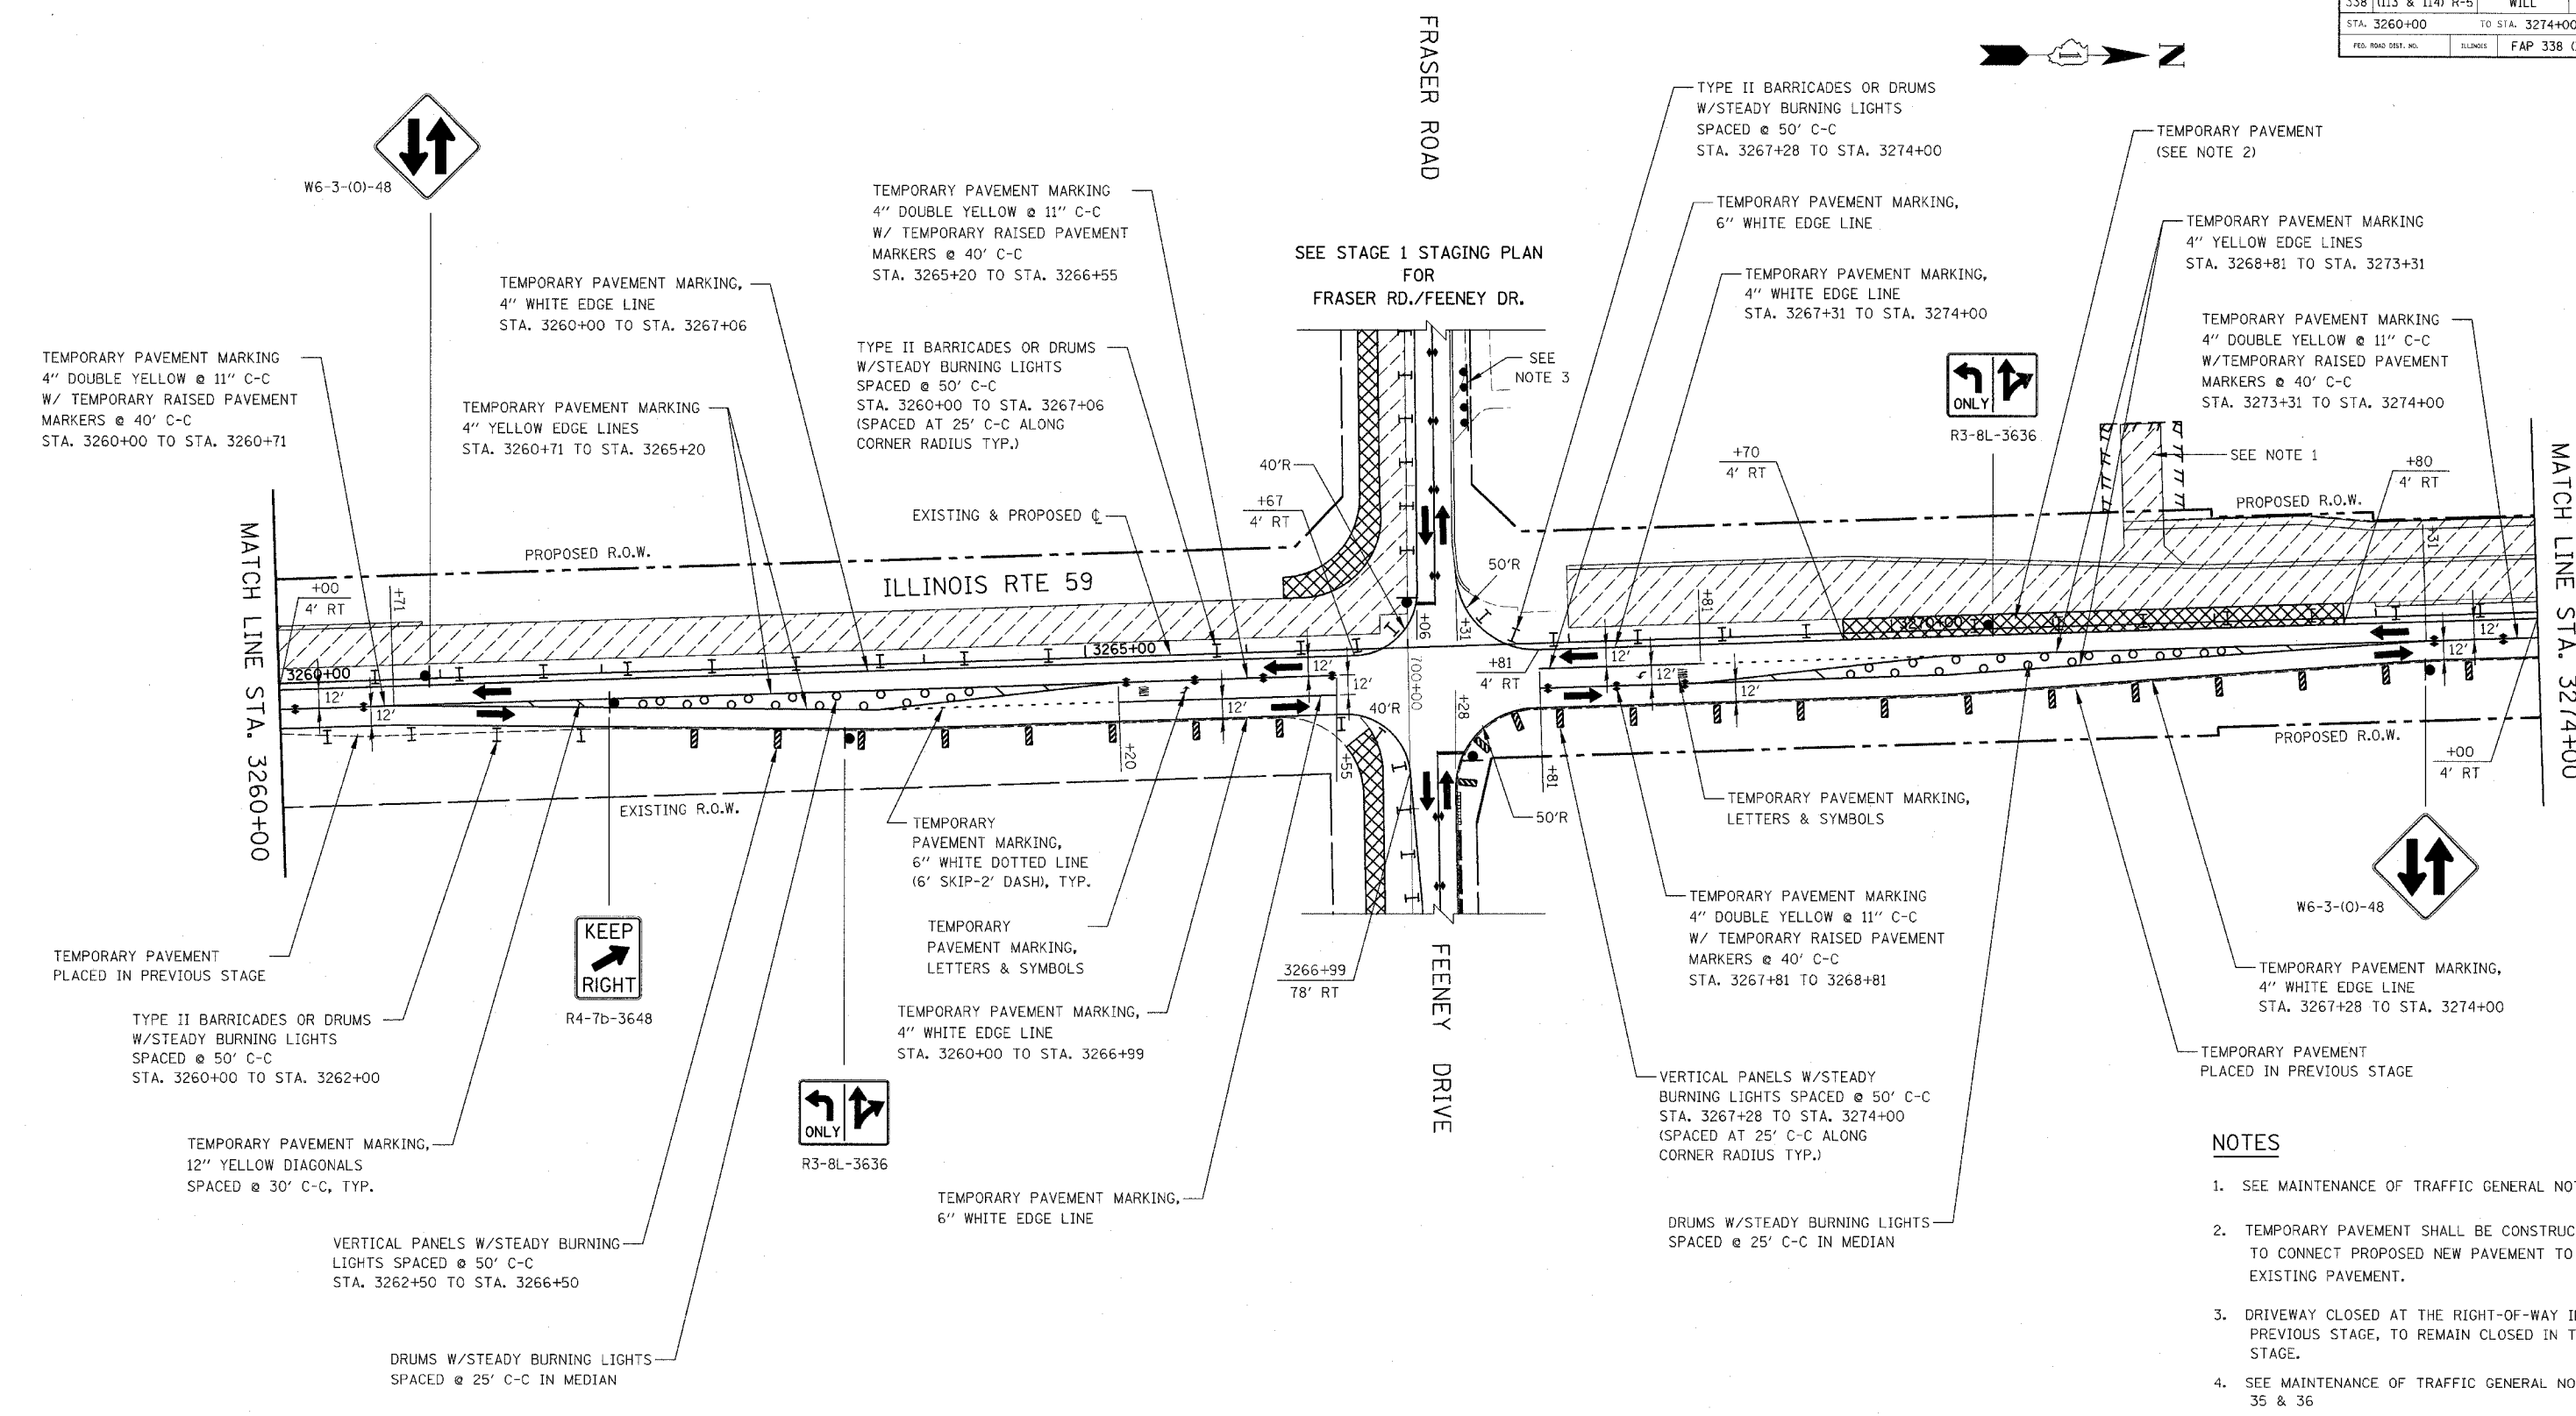 338 (113 & 114) R-5 WILL
STA. 3260+00 TO STA. 3274+00
FED. ROAD DIST. NO. ILLINOIS FAP 338
N
FRASER ROAD
SEE STAGE 1 STAGING PLAN
FOR
FRASER RD./FEENEY DR.
W6-3-(O)-48
TEMPORARY PAVEMENT MARKING
4" DOUBLE YELLOW @ 11" C-C
W/ TEMPORARY RAISED PAVEMENT
MARKERS @ 40' C-C
STA. 3260+00 TO STA. 3260+71
TEMPORARY PAVEMENT MARKING,
4" WHITE EDGE LINE
STA. 3260+00 TO STA. 3267+06
TEMPORARY PAVEMENT MARKING
4" YELLOW EDGE LINES
STA. 3260+71 TO STA. 3265+20
TEMPORARY PAVEMENT MARKING
4" DOUBLE YELLOW @ 11" C-C
W/ TEMPORARY RAISED PAVEMENT
MARKERS @ 40' C-C
STA. 3265+20 TO STA. 3266+55
TYPE II BARRICADES OR DRUMS
W/STEADY BURNING LIGHTS
SPACED @ 50' C-C
STA. 3260+00 TO STA. 3267+06
(SPACED AT 25' C-C ALONG
CORNER RADIUS TYP.)
EXISTING & PROPOSED ℄
40'R
+67
4' RT
TYPE II BARRICADES OR DRUMS
W/STEADY BURNING LIGHTS
SPACED @ 50' C-C
STA. 3267+28 TO STA. 3274+00
TEMPORARY PAVEMENT MARKING,
6" WHITE EDGE LINE
TEMPORARY PAVEMENT MARKING,
4" WHITE EDGE LINE
STA. 3267+31 TO STA. 3274+00
SEE
NOTE 3
TEMPORARY PAVEMENT
(SEE NOTE 2)
TEMPORARY PAVEMENT MARKING
4" YELLOW EDGE LINES
STA. 3268+81 TO STA. 3273+31
TEMPORARY PAVEMENT MARKING
4" DOUBLE YELLOW @ 11" C-C
W/TEMPORARY RAISED PAVEMENT
MARKERS @ 40' C-C
STA. 3273+31 TO STA. 3274+00
ONLY
R3-8L-3636
+70
4' RT
SEE NOTE 1
+80
4' RT
PROPOSED R.O.W.
MATCH LINE STA. 3260+00
MATCH LINE STA. 3274+00
PROPOSED R.O.W.
ILLINOIS RTE 59
50'R
+00
4' RT
+71
3260+00
3265+00
3270+00
12'
12'
12'
12'
12'
12'
12'
12'
12'
12'
+06
+31
700+00
+28
+81
4' RT
+81
+31
40'R
+20
+55
+81
50'R
EXISTING R.O.W.
PROPOSED R.O.W.
+00
4' RT
TEMPORARY PAVEMENT
PLACED IN PREVIOUS STAGE
TYPE II BARRICADES OR DRUMS
W/STEADY BURNING LIGHTS
SPACED @ 50' C-C
STA. 3260+00 TO STA. 3262+00
TEMPORARY PAVEMENT MARKING,
12" YELLOW DIAGONALS
SPACED @ 30' C-C, TYP.
VERTICAL PANELS W/STEADY BURNING
LIGHTS SPACED @ 50' C-C
STA. 3262+50 TO STA. 3266+50
DRUMS W/STEADY BURNING LIGHTS
SPACED @ 25' C-C IN MEDIAN
KEEP
RIGHT
R4-7b-3648
ONLY
R3-8L-3636
TEMPORARY
PAVEMENT MARKING,
6" WHITE DOTTED LINE
(6' SKIP-2' DASH), TYP.
TEMPORARY
PAVEMENT MARKING,
LETTERS & SYMBOLS
TEMPORARY PAVEMENT MARKING,
4" WHITE EDGE LINE
STA. 3260+00 TO STA. 3266+99
TEMPORARY PAVEMENT MARKING,
6" WHITE EDGE LINE
3266+99
78' RT
FEENEY DRIVE
TEMPORARY PAVEMENT MARKING,
LETTERS & SYMBOLS
TEMPORARY PAVEMENT MARKING
4" DOUBLE YELLOW @ 11" C-C
W/ TEMPORARY RAISED PAVEMENT
MARKERS @ 40' C-C
STA. 3267+81 TO 3268+81
VERTICAL PANELS W/STEADY
BURNING LIGHTS SPACED @ 50' C-C
STA. 3267+28 TO STA. 3274+00
(SPACED AT 25' C-C ALONG
CORNER RADIUS TYP.)
DRUMS W/STEADY BURNING LIGHTS
SPACED @ 25' C-C IN MEDIAN
W6-3-(O)-48
TEMPORARY PAVEMENT MARKING,
4" WHITE EDGE LINE
STA. 3267+28 TO STA. 3274+00
TEMPORARY PAVEMENT
PLACED IN PREVIOUS STAGE
NOTES
1. SEE MAINTENANCE OF TRAFFIC GENERAL
2. TEMPORARY PAVEMENT SHALL BE
TO CONNECT PROPOSED NEW PAVEMENT TO
EXISTING PAVEMENT.
3. DRIVEWAY CLOSED AT THE RIGHT-OF-WAY
PREVIOUS STAGE, TO REMAIN CLOSED IN
STAGE.
4. SEE MAINTENANCE OF TRAFFIC GENERAL
35 & 36